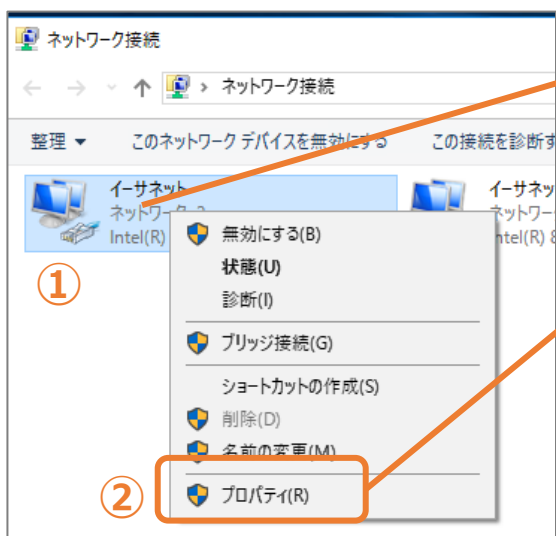 ネットワーク接続
ネットワーク接続
整理 このネットワーク デバイスを無効にする この接続を診断す
イーサネット
ネットワーク 2
Intel(R)
イーサネッ
ネットワー
ntel(R) 8
①
無効にする(B)
状態(U)
診断(I)
ブリッジ接続(G)
ショートカットの作成(S)
削除(D)
名前の変更(M)
② プロパティ(R)